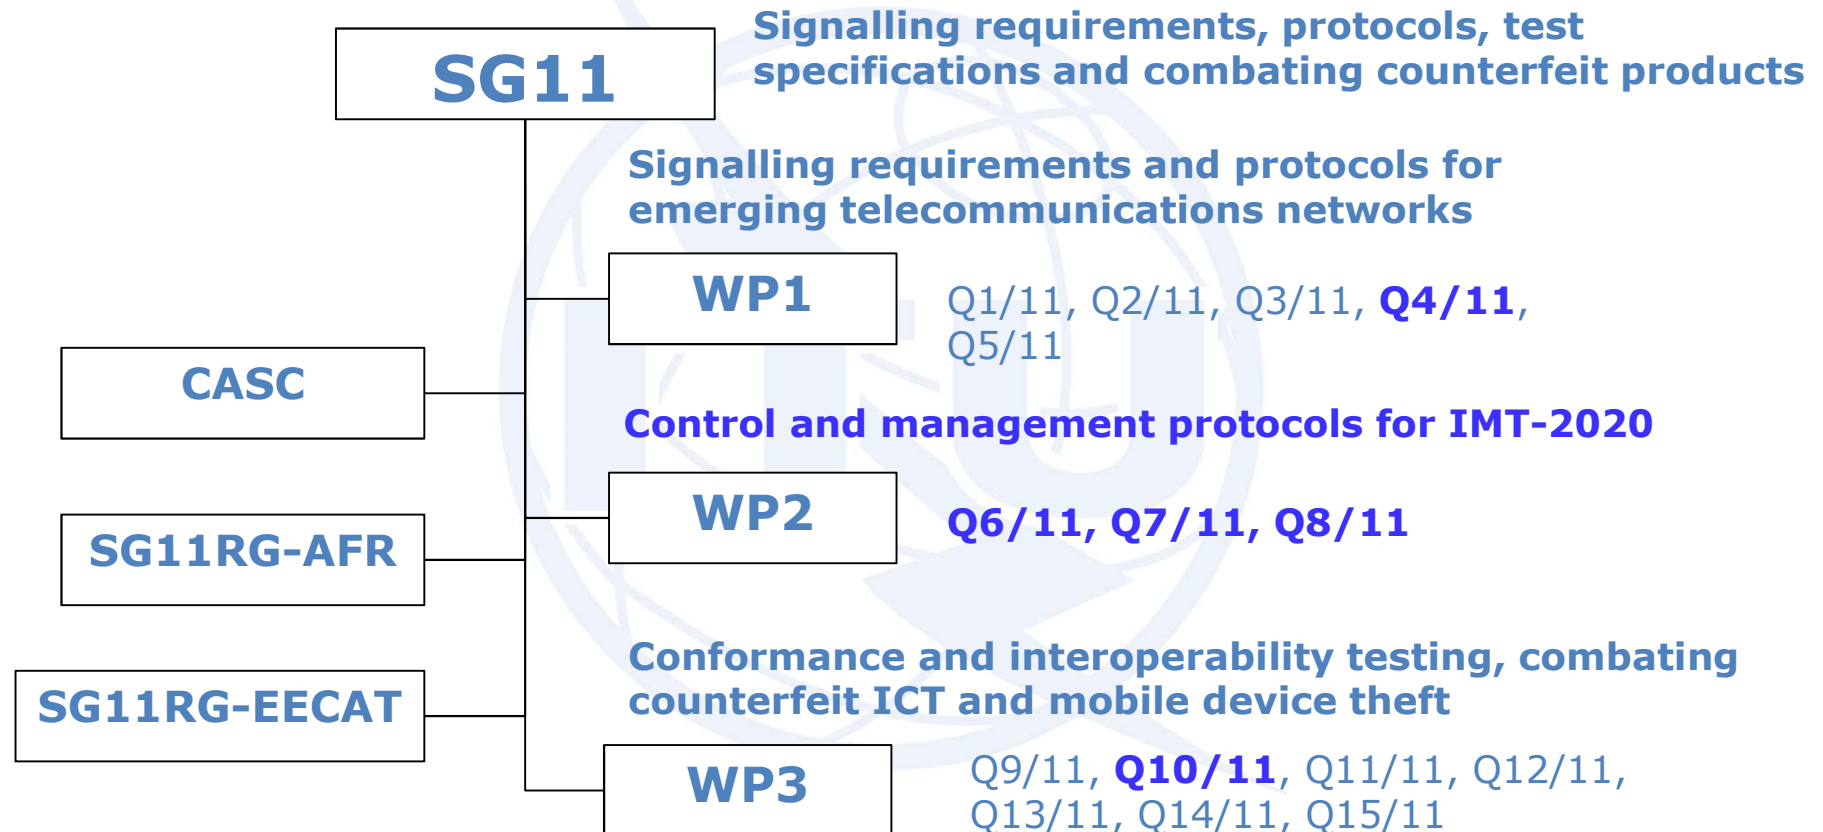 SG11
Signalling requirements, protocols, test
specifications and combating counterfeit products
Signalling requirements and protocols for
emerging telecommunications networks
WP1
Q1/11, Q2/11, Q3/11, Q4/11,
Q5/11
CASC
Control and management protocols for IMT-2020
WP2
Q6/11, Q7/11, Q8/11
SG11RG-AFR
Conformance and interoperability testing, combating
counterfeit ICT and mobile device theft
SG11RG-EECAT
WP3
Q9/11, Q10/11, Q11/11, Q12/11,
Q13/11, Q14/11, Q15/11
ITU